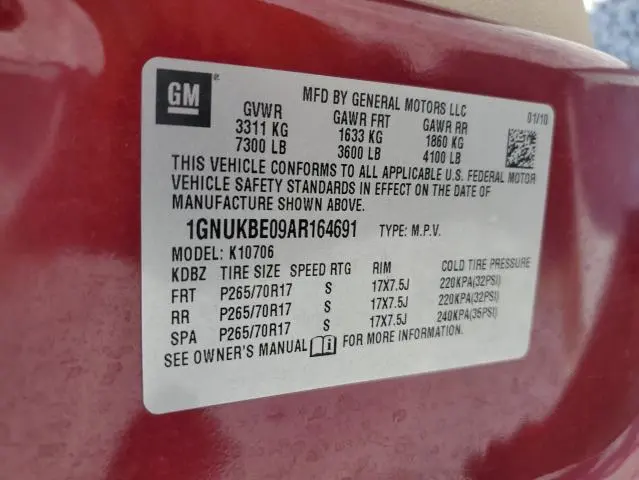 GM
MFD BY GENERAL MOTORS LLC
01/10
GVWR GAWR FRT GAWR RR
3311 KG 1633 KG 1860 KG
7300 LB 3600 LB 4100 LB
THIS VEHICLE CONFORMS TO ALL APPLICABLE U.S. FEDERAL MOTOR
VEHICLE SAFETY STANDARDS IN EFFECT ON THE DATE OF
MANUFACTURE SHOWN ABOVE.
1GNUKBE09AR164691 TYPE: M.P.V.
MODEL: K10706
KDBZ TIRE SIZE SPEED RTG RIM COLD TIRE PRESSURE
FRT P265/70R17 S 17X7.5J 220KPA(32PSI)
RR P265/70R17 S 17X7.5J 220KPA(32PSI)
SPA P265/70R17 S 17X7.5J 240KPA(35PSI)
SEE OWNER'S MANUAL FOR MORE INFORMATION.